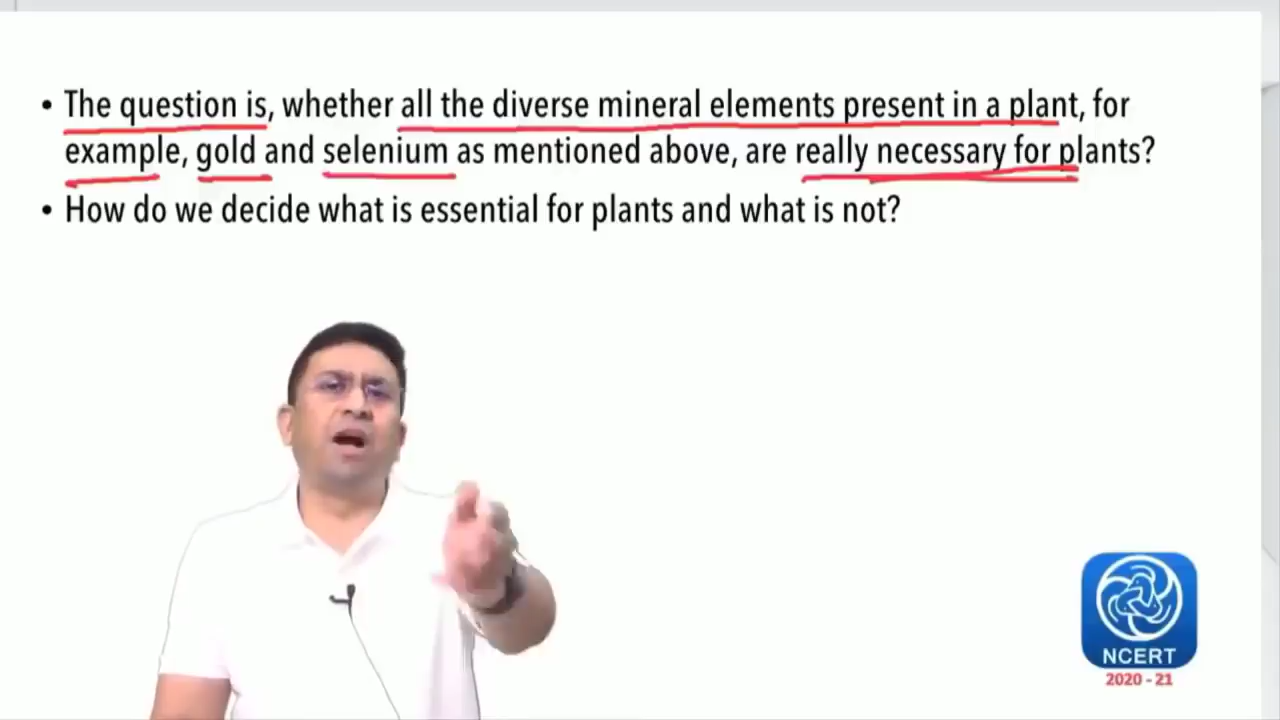 • The question is, whether all the diverse mineral elements present in a plant, for
example, gold and selenium as mentioned above, are really necessary for plants?
• How do we decide what is essential for plants and what is not?
NCERT
2020 - 21